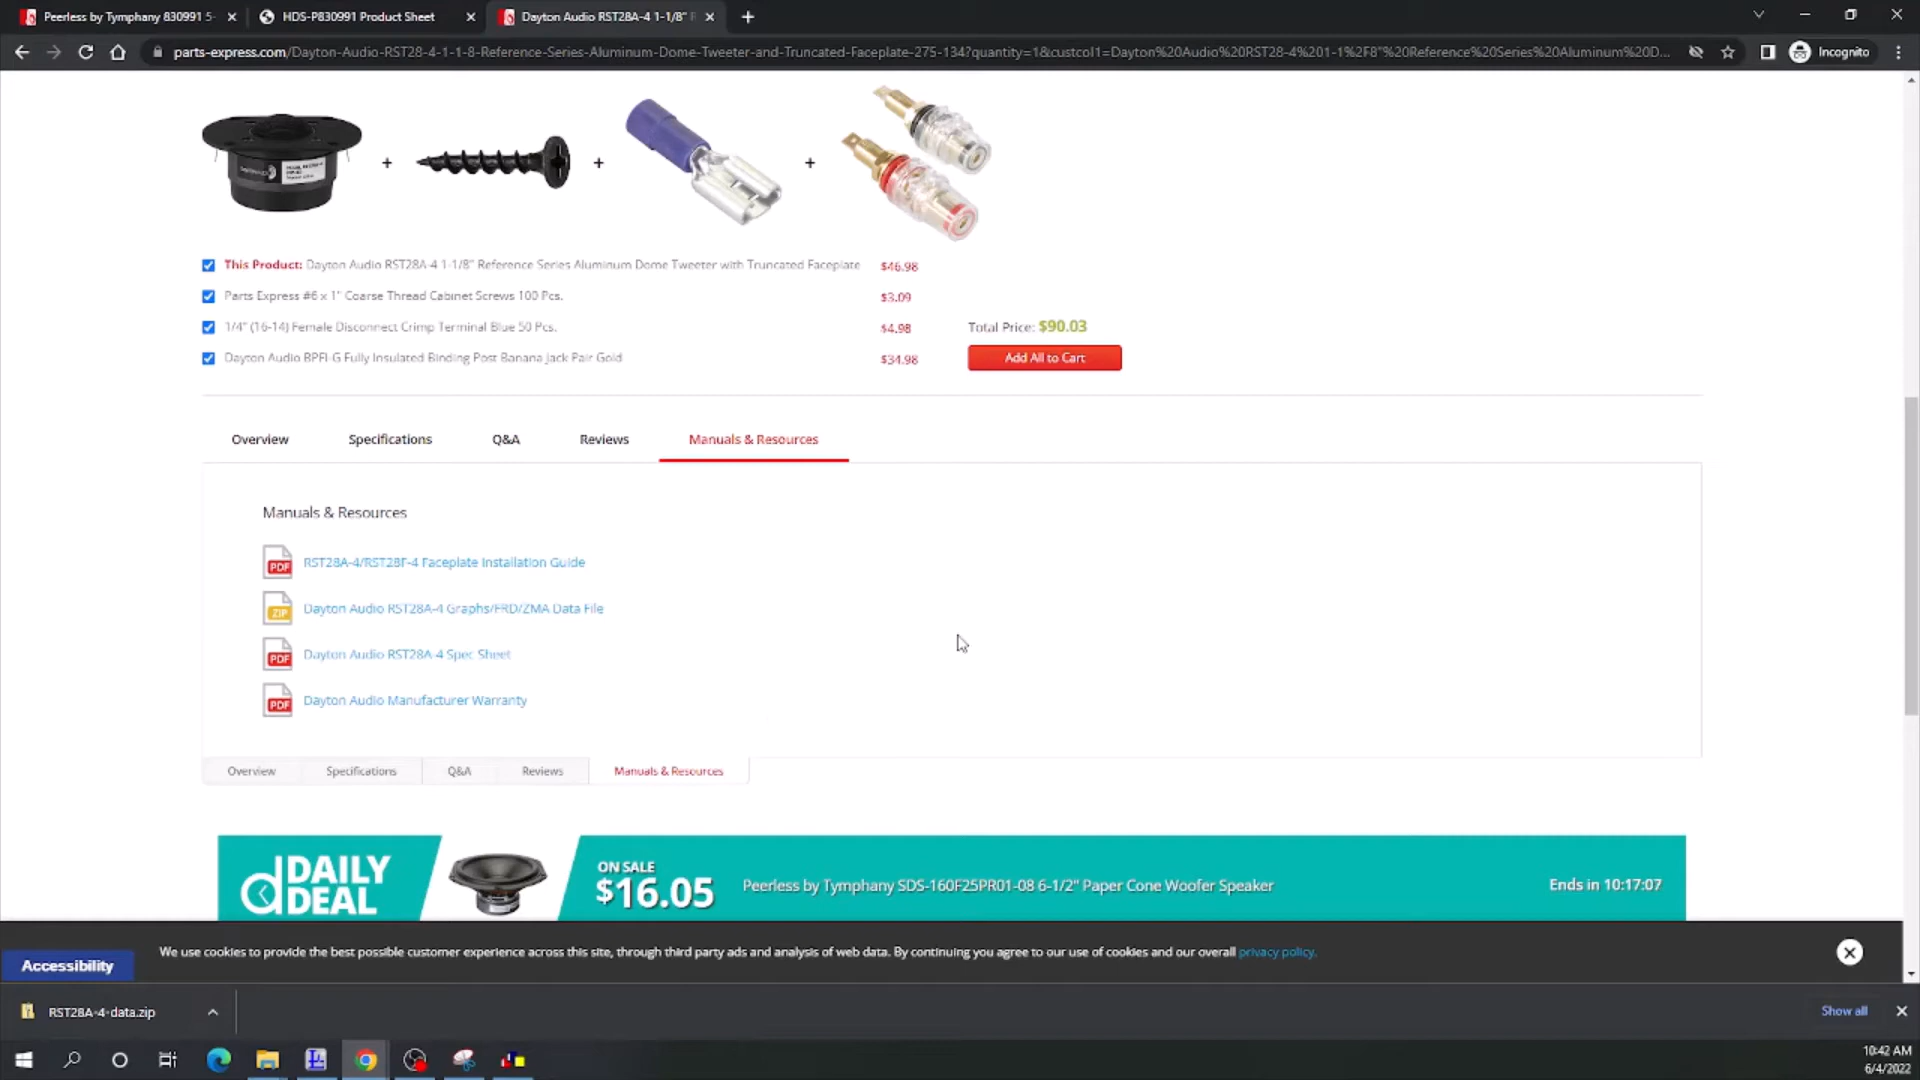 Peerless by Tymphany 830991 5-
HDS-P830991 Product Sheet
Dayton Audio RST28A-4 1-1/8" F
parts-express.com/Dayton-Audio-RST-28-4-1-1-8-Reference-Series-Aluminum-Dome-Tweeter-and-Truncated-Faceplate-275-134?quantity=1&custcol1=Dayton%20Audio%20RST28-4%201-1%2F8"%20Reference%20Series%20Aluminum%20D...
Incognito
+ + +
This Product: Dayton Audio RST28A-4 1-1/8" Reference Series Aluminum Dome Tweeter with Truncated Faceplate $46.98
Parts Express #6 x 1" Coarse Thread Cabinet Screws 100 Pcs. $3.09
1/4" (16-14) Female Disconnect Crimp Terminal Blue 50 Pcs. $4.98
Total Price: $90.03
Dayton Audio BPFI-G Fully Insulated Binding Post Banana Jack Pair Gold $34.98
Add All to Cart
Overview Specifications Q&A Reviews Manuals & Resources
Manuals & Resources
PDF RST28A-4/RST28F-4 Faceplate Installation Guide
ZIP Dayton Audio RST28A-4 Graphs/FRD/ZMA Data File
PDF Dayton Audio RST28A-4 Spec Sheet
PDF Dayton Audio Manufacturer Warranty
Overview Specifications Q&A Reviews Manuals & Resources
DAILY
DEAL
ON SALE
$16.05
Peerless by Tymphany SDS-160F25PR01-08 6-1/2" Paper Cone Woofer Speaker
Ends in 10:17:07
We use cookies to provide the best possible customer experience across this site, through third party ads and analysis of web data. By continuing you agree to our use of cookies and our overall privacy policy.
Accessibility
RST28A-4-data.zip
Show all
10:42 AM
6/4/2022